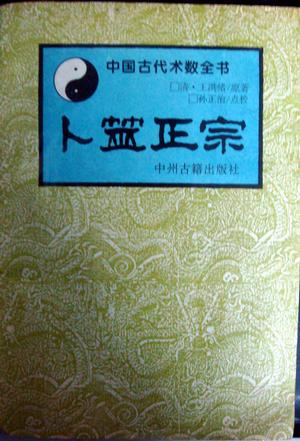 中国古代术数全书
□清·王洪绪/原著
□孙正治/点校
卜筮正宗
中州古籍出版社